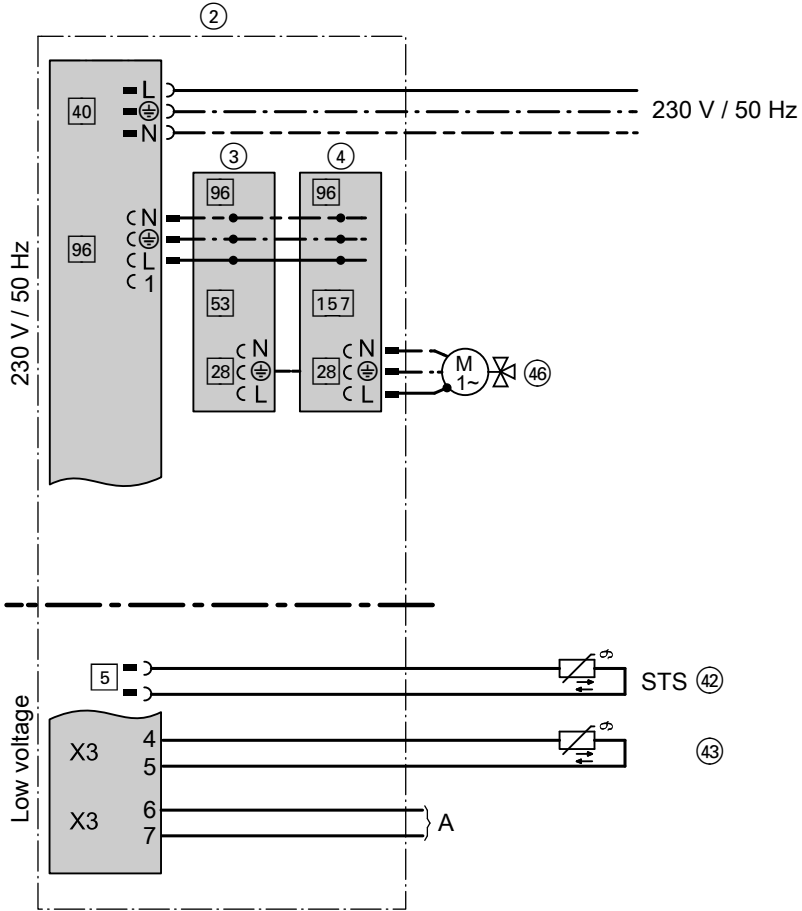 ②
L
40
⏚
230 V / 50 Hz
N
③
④
96
96
N
96
⏚
L
1
230 V / 50 Hz
53
157
N
N
28
⏚
28
⏚
M
1~
㊻
L
L
5
STS ㊷
ϑ
Low voltage
X3
4
5
ϑ
㊸
X3
6
7
A